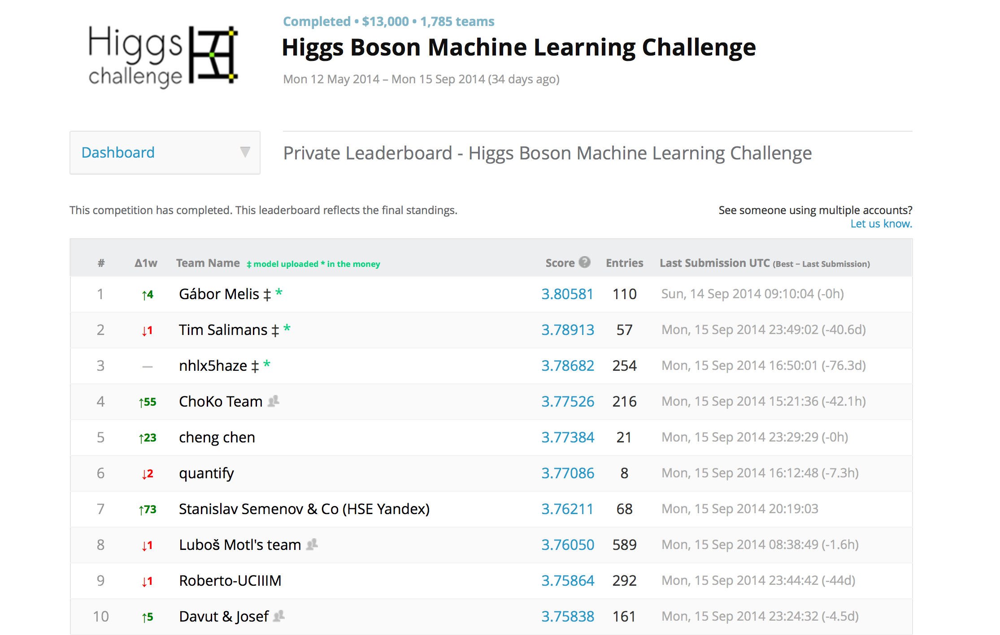 Higgs
challenge
Completed • $13,000 • 1,785 teams
Higgs Boson Machine Learning Challenge
Mon 12 May 2014 – Mon 15 Sep 2014 (34 days ago)
Dashboard ▼
Private Leaderboard - Higgs Boson Machine Learning Challenge
This competition has completed. This leaderboard reflects the final standings.
See someone using multiple accounts?
Let us know.
# Δ1w Team Name ‡ model uploaded * in the money Score ? Entries Last Submission UTC (Best − Last Submission)
1 ↑4 Gábor Melis ‡ * 3.80581 110 Sun, 14 Sep 2014 09:10:04 (-0h)
2 ↓1 Tim Salimans ‡ * 3.78913 57 Mon, 15 Sep 2014 23:49:02 (-40.6d)
3 — nhlx5haze ‡ * 3.78682 254 Mon, 15 Sep 2014 16:50:01 (-76.3d)
4 ↑55 ChoKo Team 3.77526 216 Mon, 15 Sep 2014 15:21:36 (-42.1h)
5 ↑23 cheng chen 3.77384 21 Mon, 15 Sep 2014 23:29:29 (-0h)
6 ↓2 quantify 3.77086 8 Mon, 15 Sep 2014 16:12:48 (-7.3h)
7 ↑73 Stanislav Semenov & Co (HSE Yandex) 3.76211 68 Mon, 15 Sep 2014 20:19:03
8 ↓1 Luboš Motl's team 3.76050 589 Mon, 15 Sep 2014 08:38:49 (-1.6h)
9 ↓1 Roberto-UCIIIM 3.75864 292 Mon, 15 Sep 2014 23:44:42 (-44d)
10 ↑5 Davut & Josef 3.75838 161 Mon, 15 Sep 2014 23:24:32 (-4.5d)